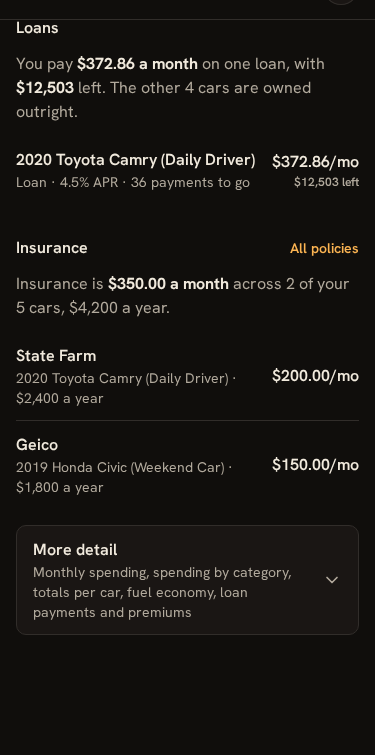 Loans
You pay $372.86 a month on one loan, with
$12,503 left. The other 4 cars are owned
outright.
2020 Toyota Camry (Daily Driver) $372.86/mo
Loan · 4.5% APR · 36 payments to go $12,503 left
Insurance All policies
Insurance is $350.00 a month across 2 of your
5 cars, $4,200 a year.
State Farm
2020 Toyota Camry (Daily Driver) · $200.00/mo
$2,400 a year
Geico
2019 Honda Civic (Weekend Car) · $150.00/mo
$1,800 a year
More detail
Monthly spending, spending by category,
totals per car, fuel economy, loan
payments and premiums